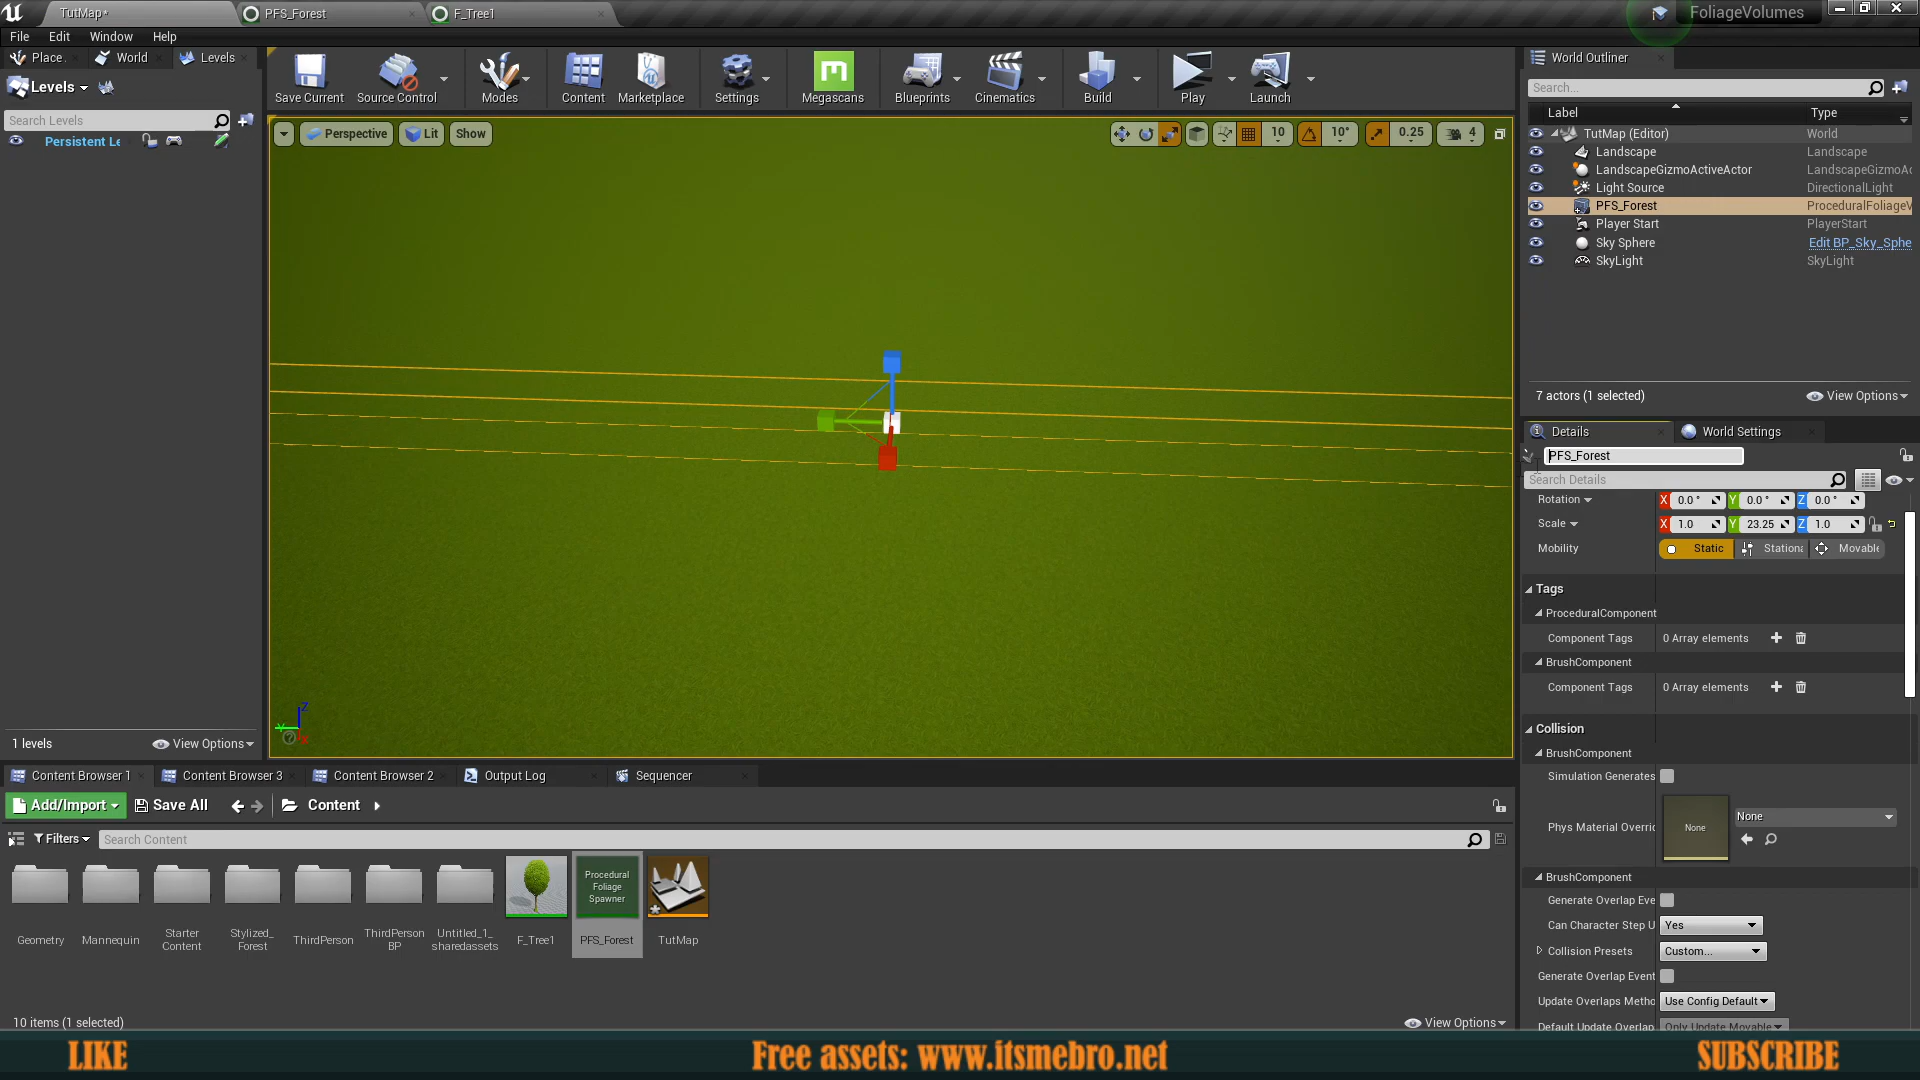 TutMap*
PFS_Forest
F_Tree1
FoliageVolumes
File
Edit
Window
Help
Place
World
Levels
Levels
Search Levels
Persistent Le
1 levels
View Options
Save Current
Source Control
Modes
Content
Marketplace
Settings
Megascans
Blueprints
Cinematics
Build
Play
Launch
Perspective
Lit
Show
10
10°
0.25
4
World Outliner
Search...
Label
Type
TutMap (Editor)
World
Landscape
Landscape
LandscapeGizmoActiveActor
LandscapeGizmoAc
Light Source
DirectionalLight
PFS_Forest
ProceduralFoliageV
Player Start
PlayerStart
Sky Sphere
Edit BP_Sky_Sphe
SkyLight
SkyLight
7 actors (1 selected)
View Options
Details
World Settings
PFS_Forest
Search Details
Rotation
X 0.0 ° Y 0.0 ° Z 0.0 °
Scale
X 1.0 Y 23.25 Z 1.0
Mobility
Static
Stationa
Movable
Tags
ProceduralComponent
Component Tags
0 Array elements
BrushComponent
Component Tags
0 Array elements
Collision
BrushComponent
Simulation Generates
Phys Material Overric
None
None
BrushComponent
Generate Overlap Eve
Can Character Step U
Yes
Collision Presets
Custom...
Generate Overlap Event
Update Overlaps Metho
Use Config Default
Default Update Overlap
Only Update Movable
Z
Y
X
Content Browser 1
Content Browser 3
Content Browser 2
Output Log
Sequencer
Add/Import
Save All
Content
Filters
Search Content
Procedural
Foliage
Spawner
Geometry
Mannequin
Starter
Content
Stylized_
Forest
ThirdPerson
ThirdPerson
BP
Untitled_1_
sharedassets
F_Tree1
PFS_Forest
TutMap
10 items (1 selected)
View Options
LIKE
Free assets: www.itsmebro.net
SUBSCRIBE